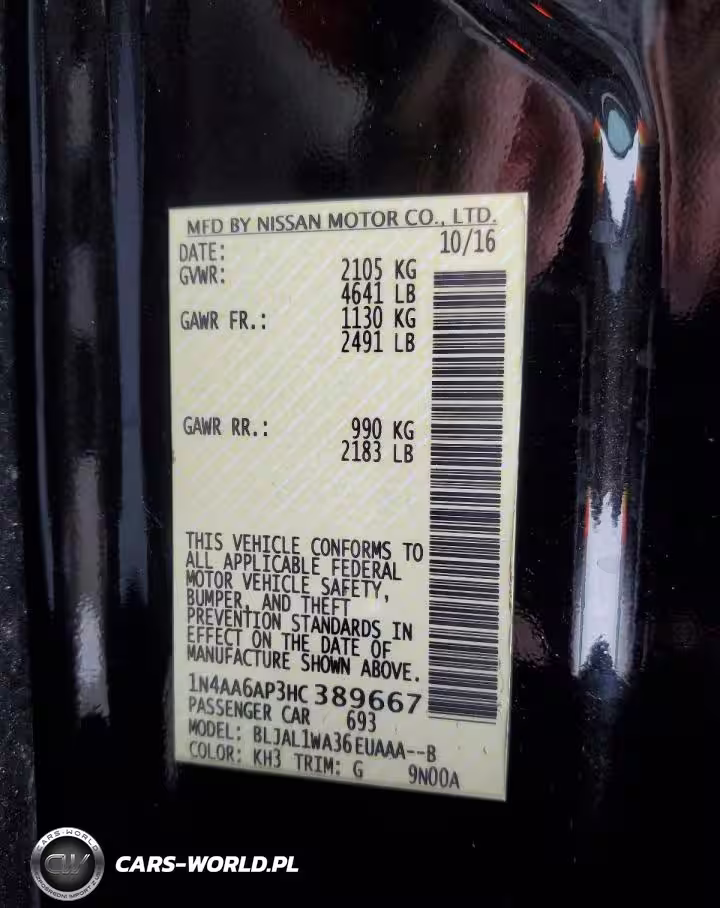 MFD BY NISSAN MOTOR CO., LTD.
DATE: 10/16
GVWR: 2105 KG
4641 LB
GAWR FR.: 1130 KG
2491 LB
GAWR RR.: 990 KG
2183 LB
THIS VEHICLE CONFORMS TO
ALL APPLICABLE FEDERAL
MOTOR VEHICLE SAFETY,
BUMPER, AND THEFT
PREVENTION STANDARDS IN
EFFECT ON THE DATE OF
MANUFACTURE SHOWN ABOVE.
1N4AA6AP3HC389667
PASSENGER CAR 693
MODEL: BLJAL1WA36EUAAA--B
COLOR: KH3 TRIM: G 9N00A
CARS-WORLD
CW
CARS-WORLD.PL